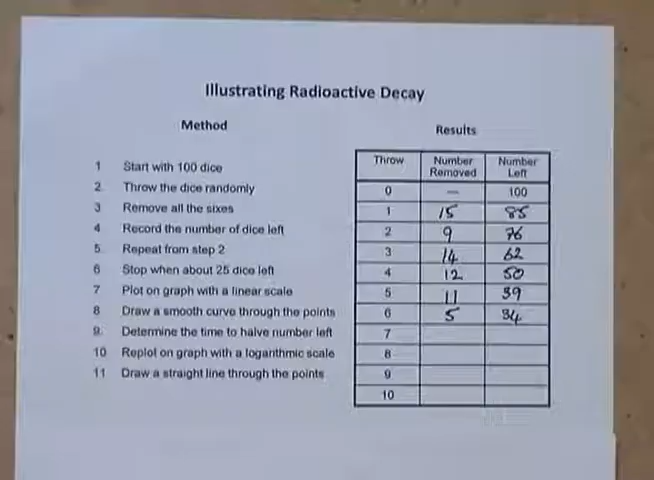 Illustrating Radioactive Decay
Method
1 Start with 100 dice
2 Throw the dice randomly
3 Remove all the sixes
4 Record the number of dice left
5 Repeat from step 2
6 Stop when about 25 dice left
7 Plot on graph with a linear scale
8 Draw a smooth curve through the points
9 Determine the time to halve number left
10 Replot on graph with a logarithmic scale
11 Draw a straight line through the points
Results
Throw Number Removed Number Left
0 — 100
1 15 85
2 9 76
3 14 62
4 12 50
5 11 39
6 5 34
7
8
9
10